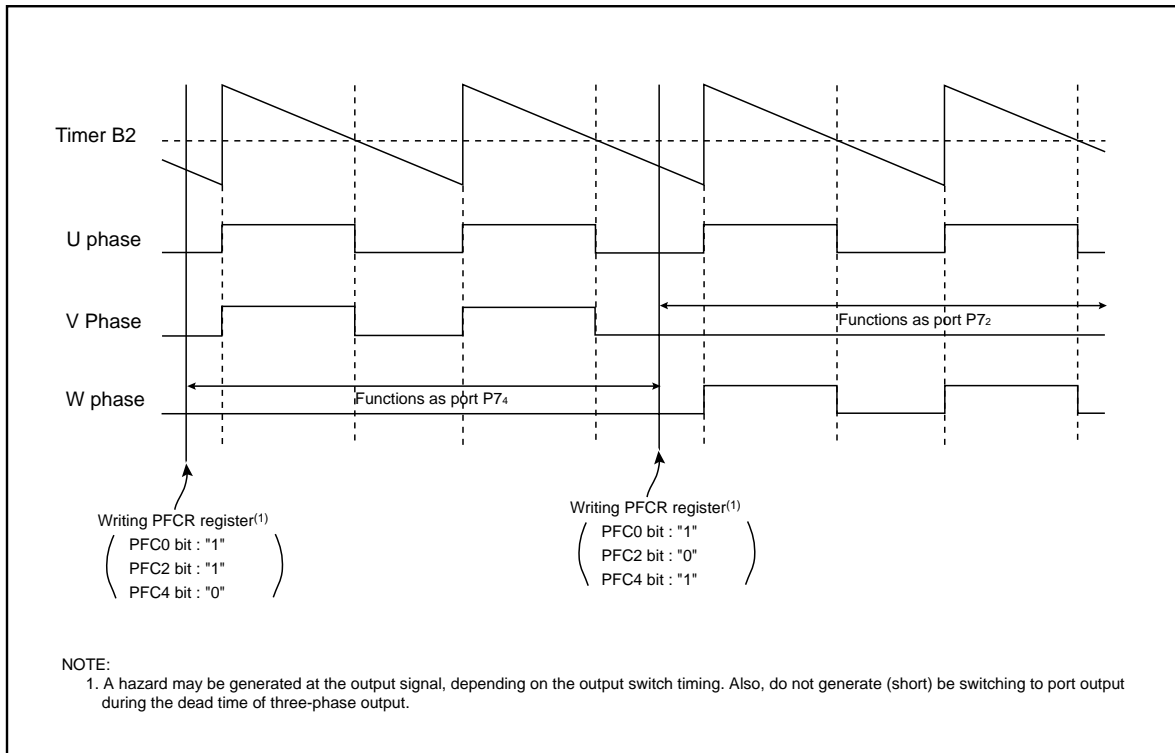 Timer B2
U phase
V Phase
Functions as port P7₂
W phase
Functions as port P7₄
Writing PFCR register(1)
PFC0 bit : "1"
PFC2 bit : "1"
PFC4 bit : "0"
Writing PFCR register(1)
PFC0 bit : "1"
PFC2 bit : "0"
PFC4 bit : "1"
NOTE:
1. A hazard may be generated at the output signal, depending on the output switch timing. Also, do not generate (short) be switching to port output
during the dead time of three-phase output.